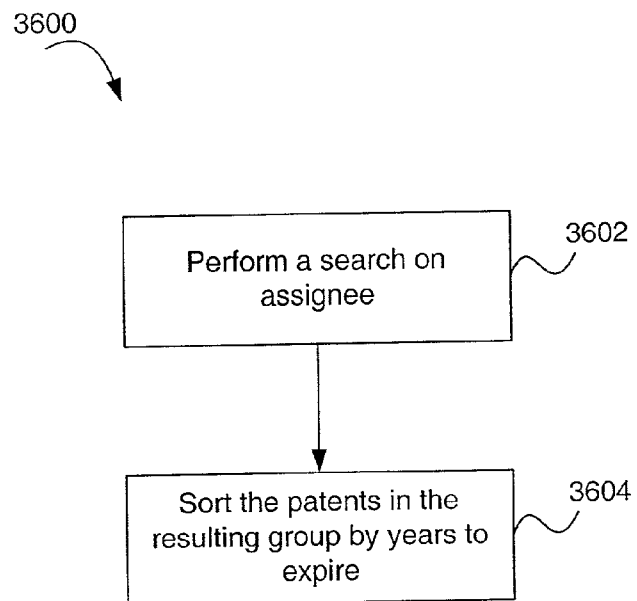 3600
3602
Perform a search on
assignee
3604
Sort the patents in the
resulting group by years to
expire